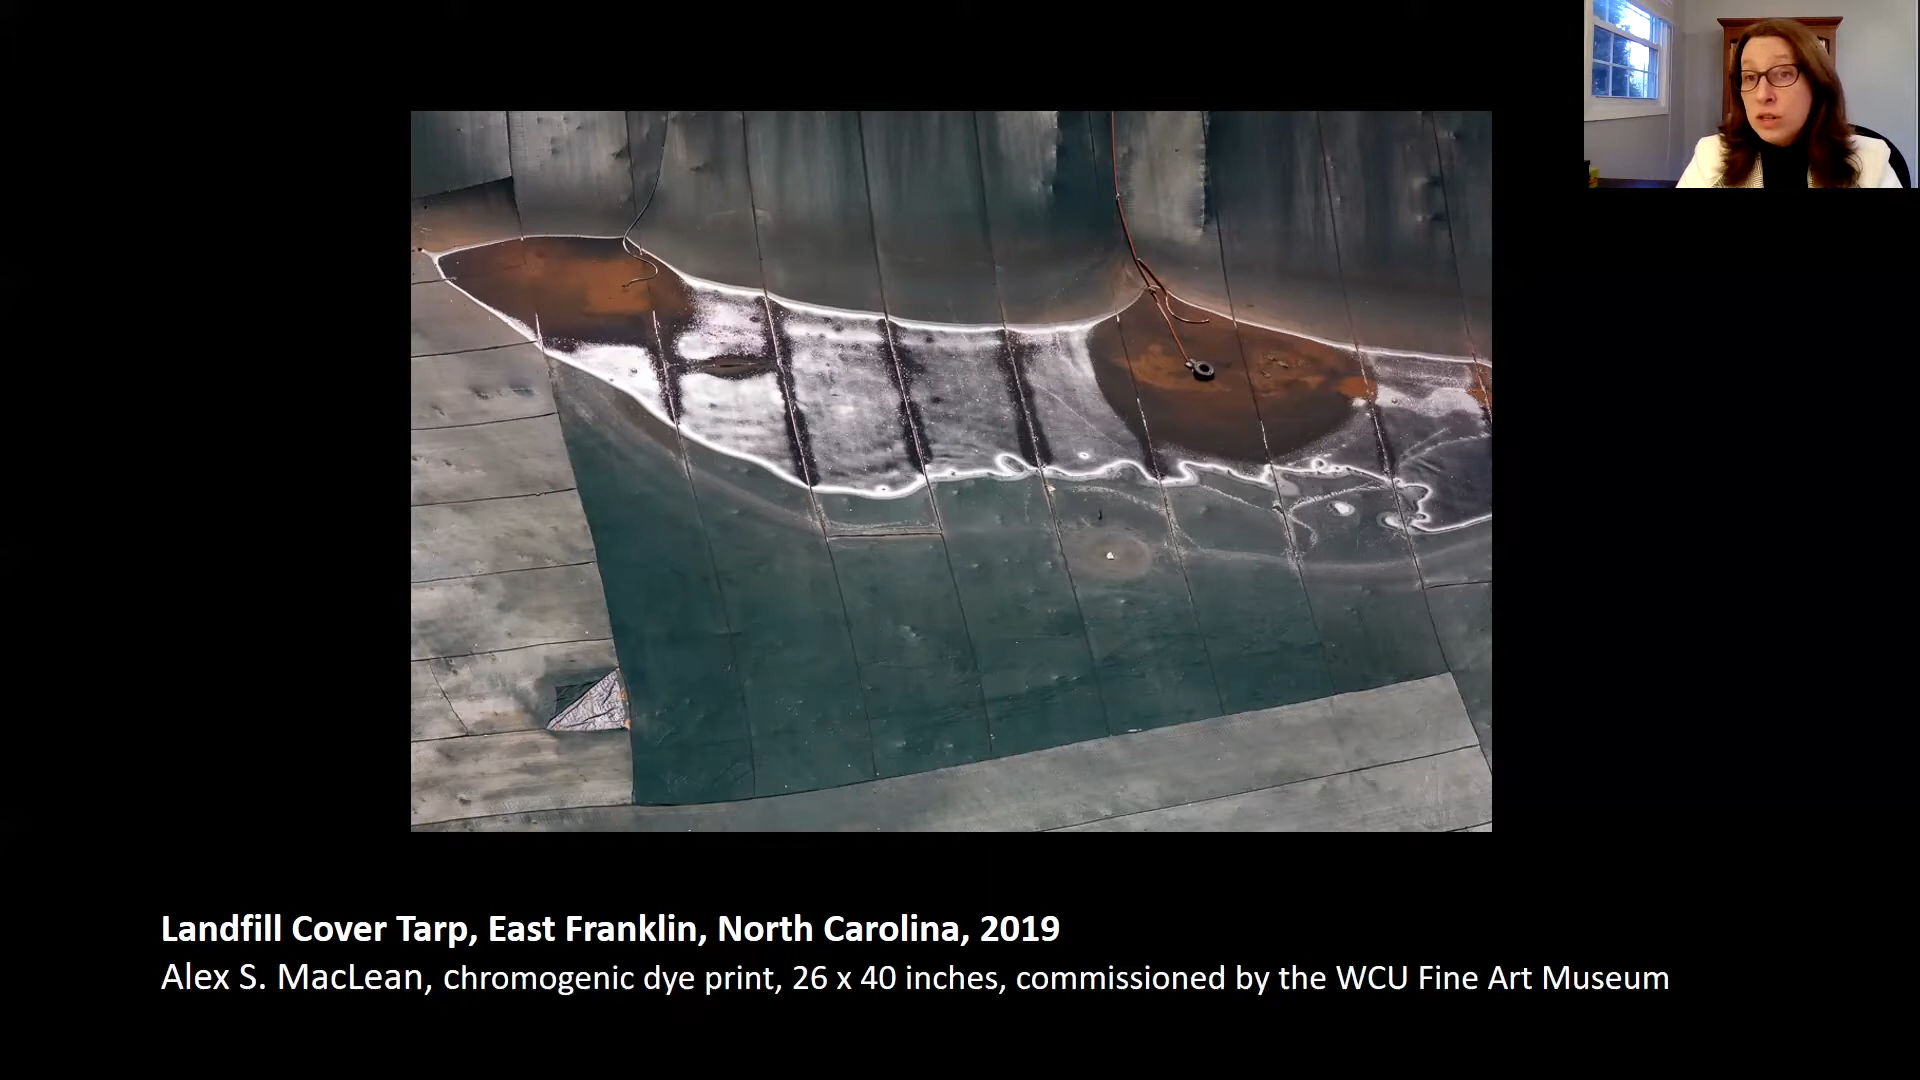 Landfill Cover Tarp, East Franklin, North Carolina, 2019
Alex S. MacLean, chromogenic dye print, 26 x 40 inches, commissioned by the WCU Fine Art Museum